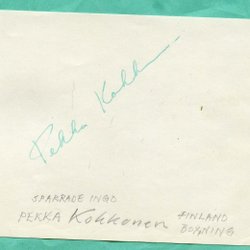 Pekka Kokkonen
SPARRADE INGO
PEKKA Kokkonen FINLAND
BOXNING